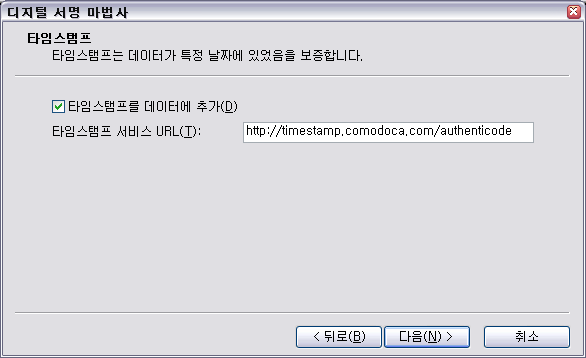 디지털 서명 마법사
타임스탬프
타임스탬프는 데이터가 특정 날짜에 있었음을 보증합니다.
타임스탬프를 데이터에 추가(D)
타임스탬프 서비스 URL(T): http://timestamp.comodoca.com/authenticode
< 뒤로(B) 다음(N) > 취소